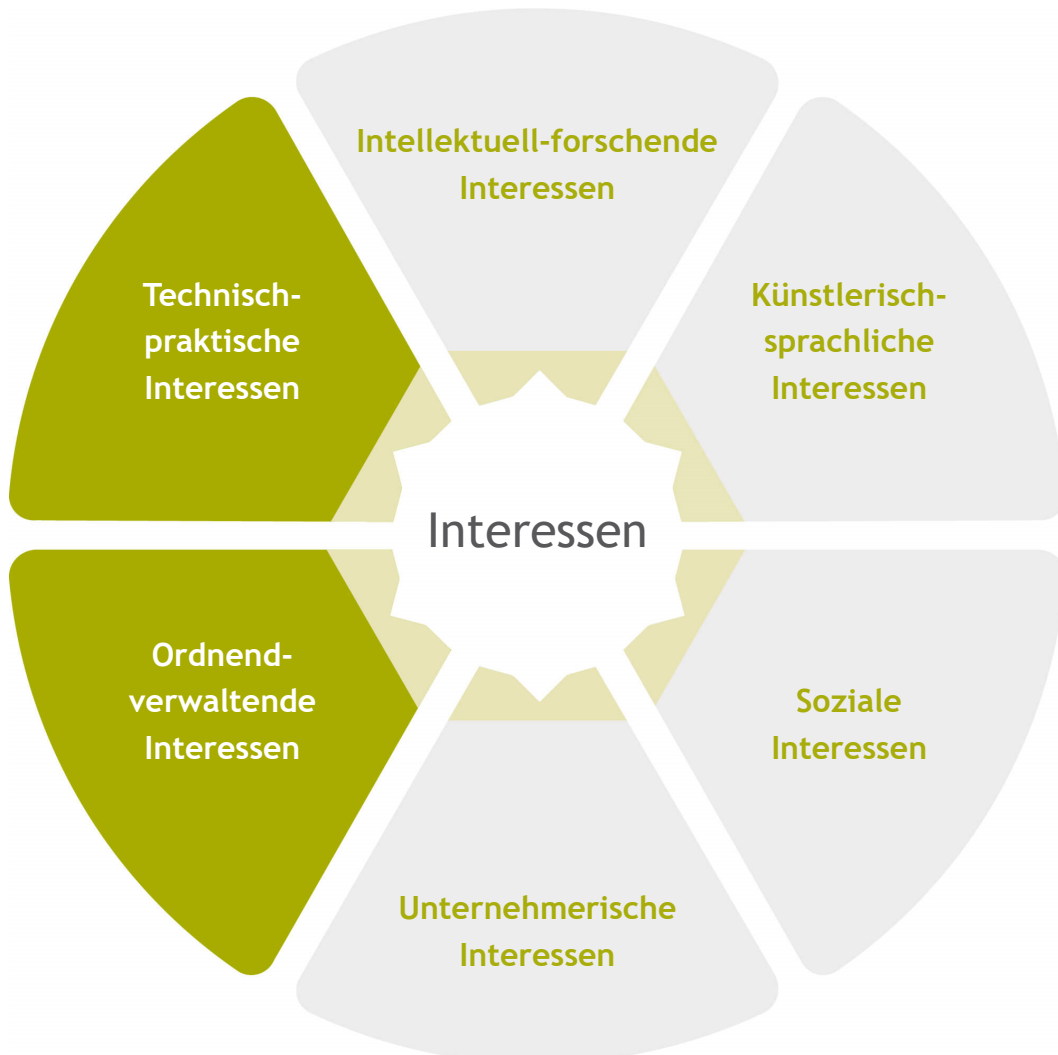 Intellektuell-forschende
Interessen
Technisch-
praktische
Interessen
Künstlerisch-
sprachliche
Interessen
Interessen
Ordnend-
verwaltende
Interessen
Soziale
Interessen
Unternehmerische
Interessen